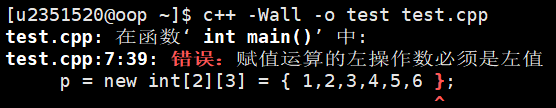 [u2351520@oop ~]$ c++ -Wall -o test test.cpp
test.cpp: 在函数‘ int main()’ 中:
test.cpp:7:39: 错误: 赋值运算的左操作数必须是左值
p = new int[2][3] = { 1,2,3,4,5,6 };
^